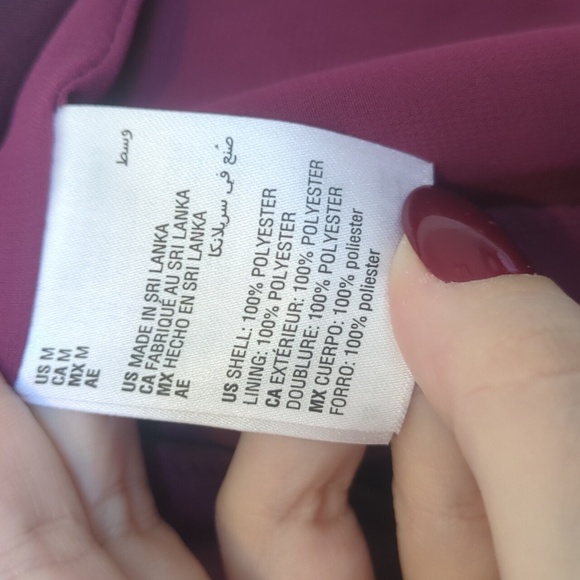 US M
CA M
MX M
AE وسط
US MADE IN SRI LANKA
CA FABRIQUÉ AU SRI LANKA
MX HECHO EN SRI LANKA
AE صُنع في سريلانكا
US SHELL: 100% POLYESTER
LINING: 100% POLYESTER
CA EXTÉRIEUR: 100% POLYESTER
DOUBLURE: 100% POLYESTER
MX CUERPO: 100% poliester
FORRO: 100% poliester